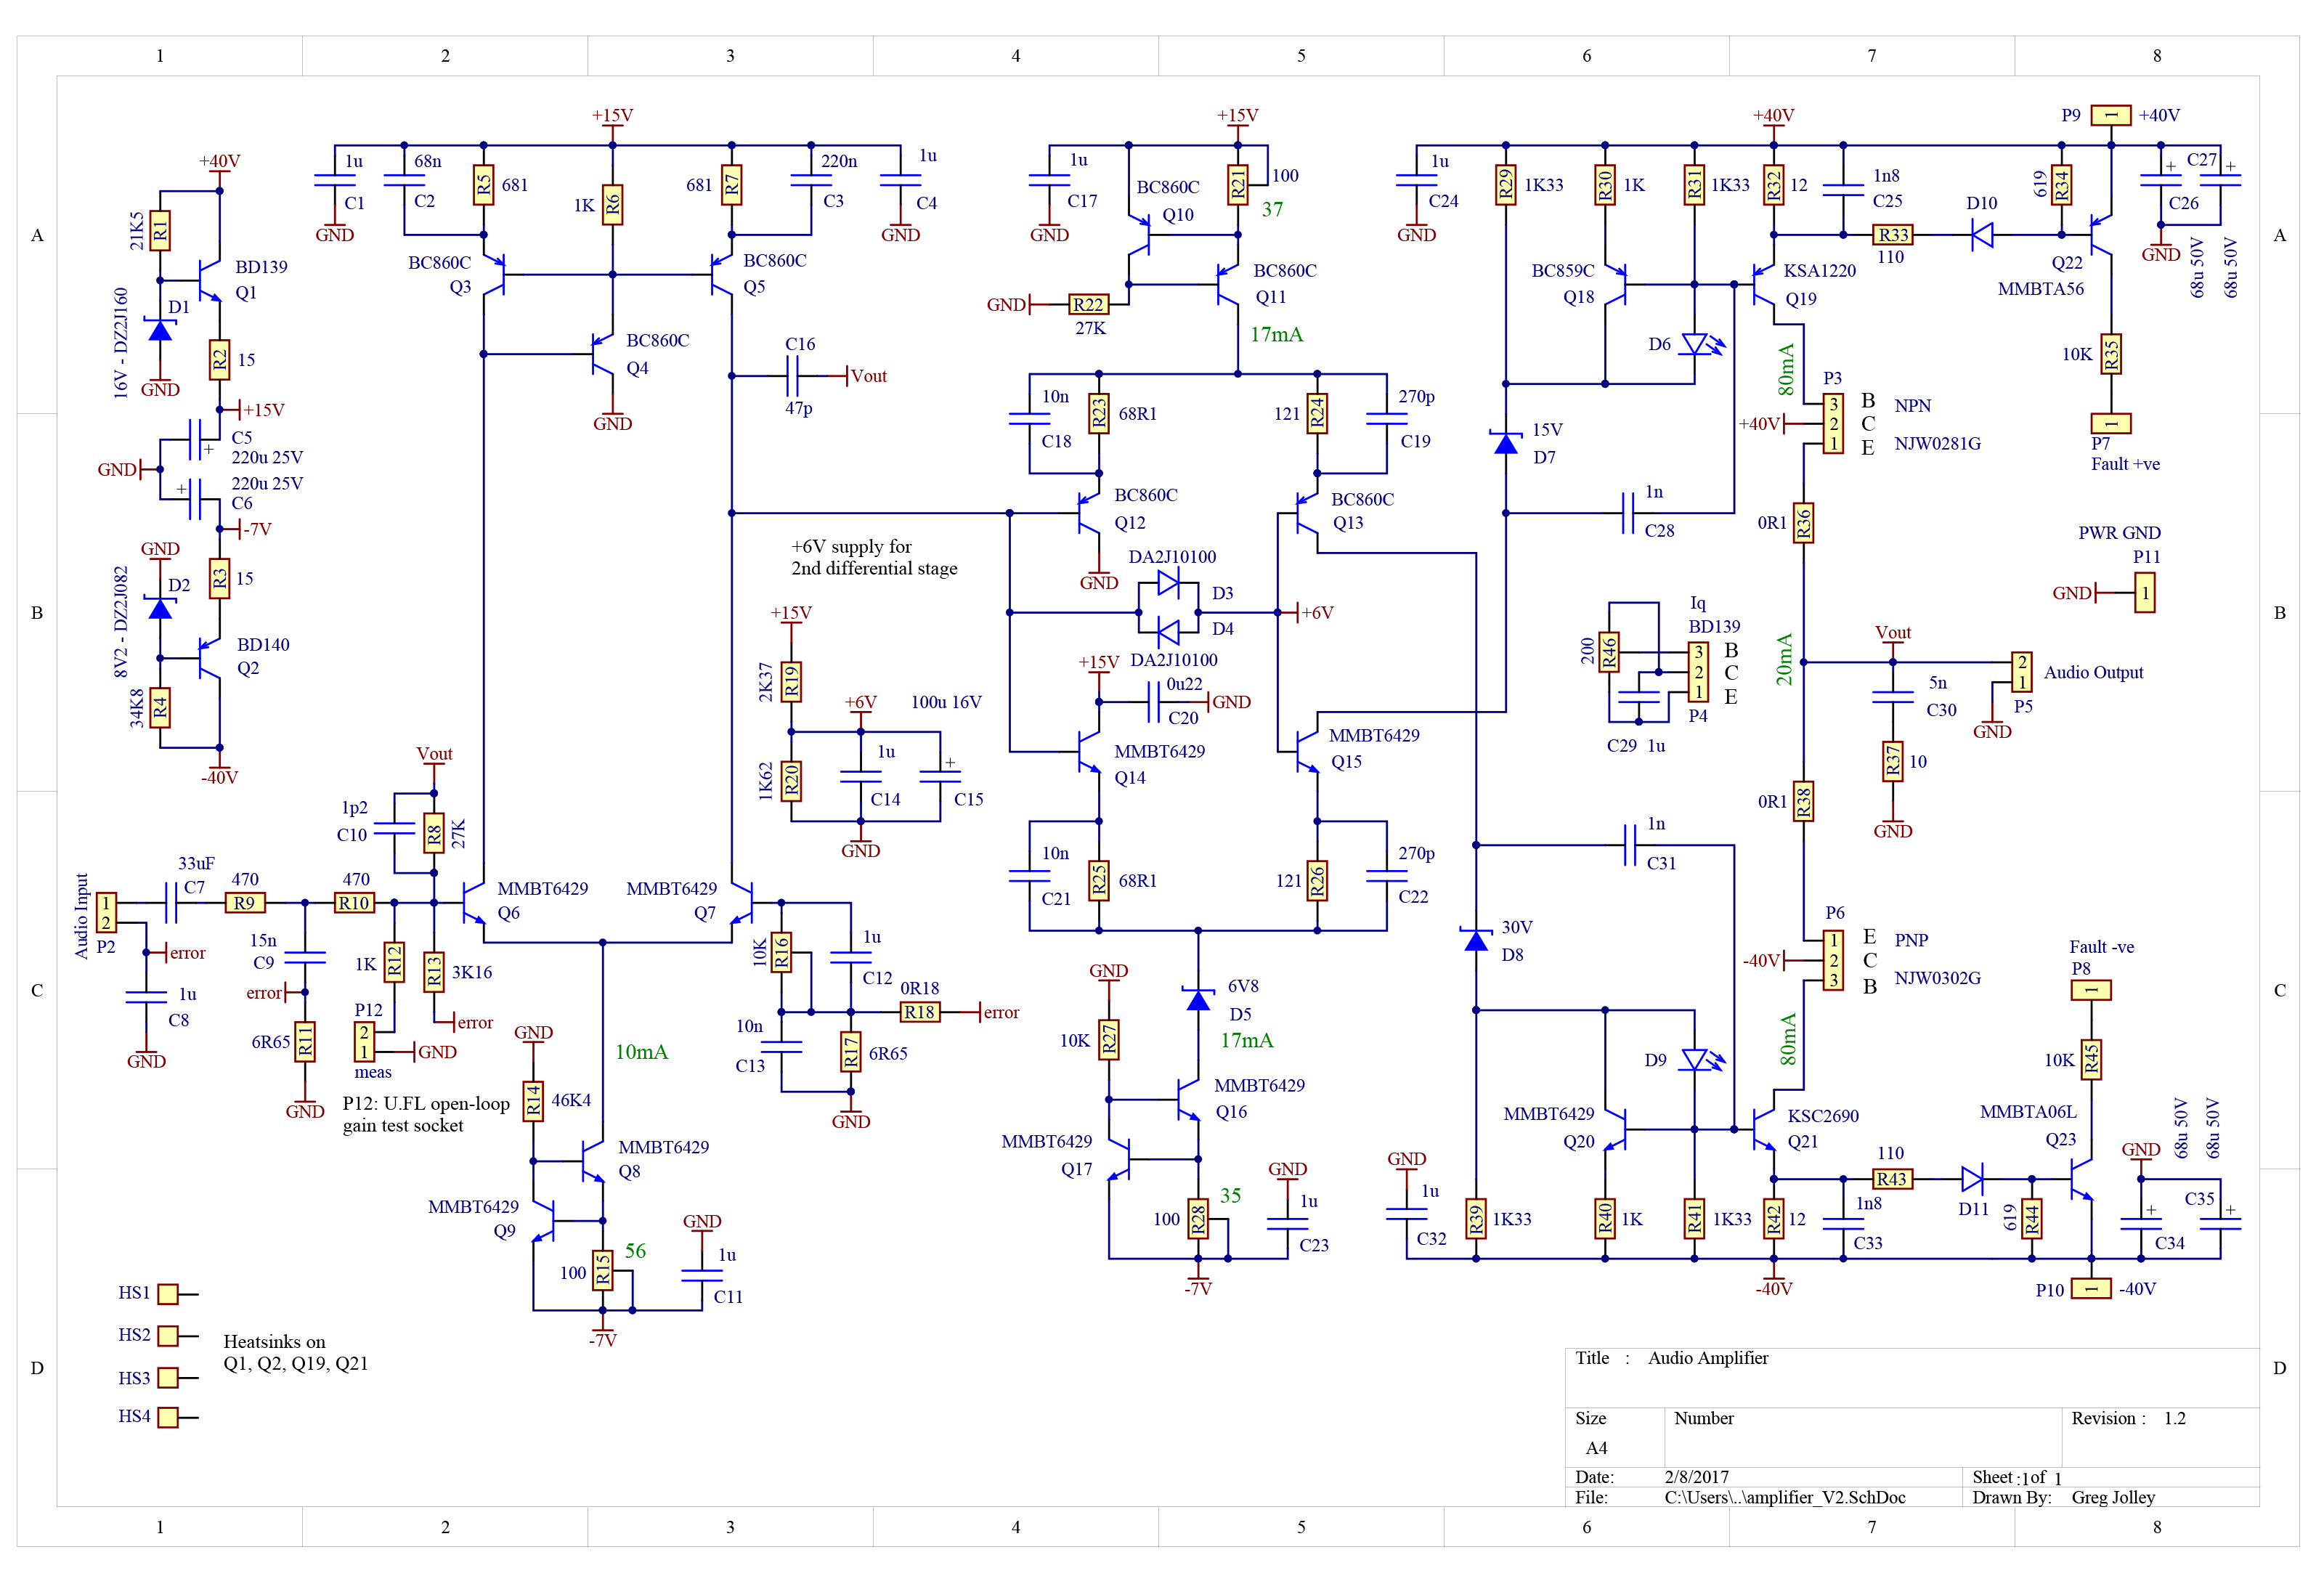 1 2 3 4 5 6 7 8
A
B
C
D
+40V
21K5
R1
BD139
Q1
D1
16V - DZ2J160
GND
R2
15
+15V
C5
220u 25V
GND
220u 25V
C6
-7V
GND
D2
8V2 - DZ2J082
R3
15
BD140
Q2
34K8
R4
-40V
+15V
1u
C1
GND
68n
C2
R5
681
1K
R6
681
R7
220n
C3
1u
C4
GND
BC860C
Q3
BC860C
Q5
BC860C
Q4
GND
C16
47p
Vout
+6V supply for
2nd differential stage
+15V
2K37
R19
+6V
100u 16V
1K62
R20
1u
C14
C15
GND
Vout
1p2
C10
R8
27K
Audio Input
1
2
P2
33uF
C7
470
R9
470
R10
error
1u
C8
GND
15n
C9
error
6R65
R11
GND
1K
R12
R13
3K16
error
P12
2
1
GND
meas
P12: U.FL open-loop
gain test socket
MMBT6429
Q6
MMBT6429
Q7
10K
R16
1u
C12
0R18
R18
error
10n
C13
R17
6R65
GND
10mA
GND
R14
46K4
MMBT6429
Q8
MMBT6429
Q9
56
100
R15
GND
1u
C11
-7V
HS1
HS2
HS3
HS4
Heatsinks on
Q1, Q2, Q19, Q21
+15V
1u
C17
GND
BC860C
Q10
R21
100
37
GND
R22
27K
BC860C
Q11
17mA
10n
C18
R23
68R1
121
R24
270p
C19
BC860C
Q12
GND
BC860C
Q13
DA2J10100
D3
D4
DA2J10100
+6V
+15V
0u22
C20
GND
MMBT6429
Q14
MMBT6429
Q15
10n
C21
R25
68R1
121
R26
270p
C22
GND
10K
R27
6V8
D5
17mA
MMBT6429
Q16
MMBT6429
Q17
35
100
R28
GND
1u
C23
-7V
+40V
1u
C24
GND
R29
1K33
R30
1K
R31
1K33
R32
12
1n8
C25
R33
110
D10
619
R34
P9
1
+40V
C27
C26
GND
68u 50V
68u 50V
BC859C
Q18
KSA1220
Q19
Q22
MMBTA56
D6
80mA
10K
R35
1
P7
Fault +ve
P3
3
2
1
B
C
E
NPN
NJW0281G
+40V
15V
D7
1n
C28
0R1
R36
PWR GND
P11
GND
1
Iq
BD139
200
R46
3
2
1
B
C
E
P4
C29
1u
20mA
Vout
2
1
Audio Output
P5
GND
5n
C30
R37
10
GND
0R1
R38
1n
C31
P6
1
2
3
E
C
B
PNP
NJW0302G
-40V
30V
D8
80mA
D9
Fault -ve
P8
1
10K
R45
MMBT6429
Q20
KSC2690
Q21
MMBTA06L
Q23
68u 50V
68u 50V
GND
GND
1u
C32
R39
1K33
R40
1K
R41
1K33
R42
12
1n8
C33
110
R43
D11
619
R44
C34
C35
-40V
P10
1
-40V
Title : Audio Amplifier
Size
A4
Number
Revision : 1.2
Date: 2/8/2017
Sheet :1of 1
File: C:\Users\..\amplifier_V2.SchDoc
Drawn By: Greg Jolley
A
B
C
D
1 2 3 4 5 6 7 8